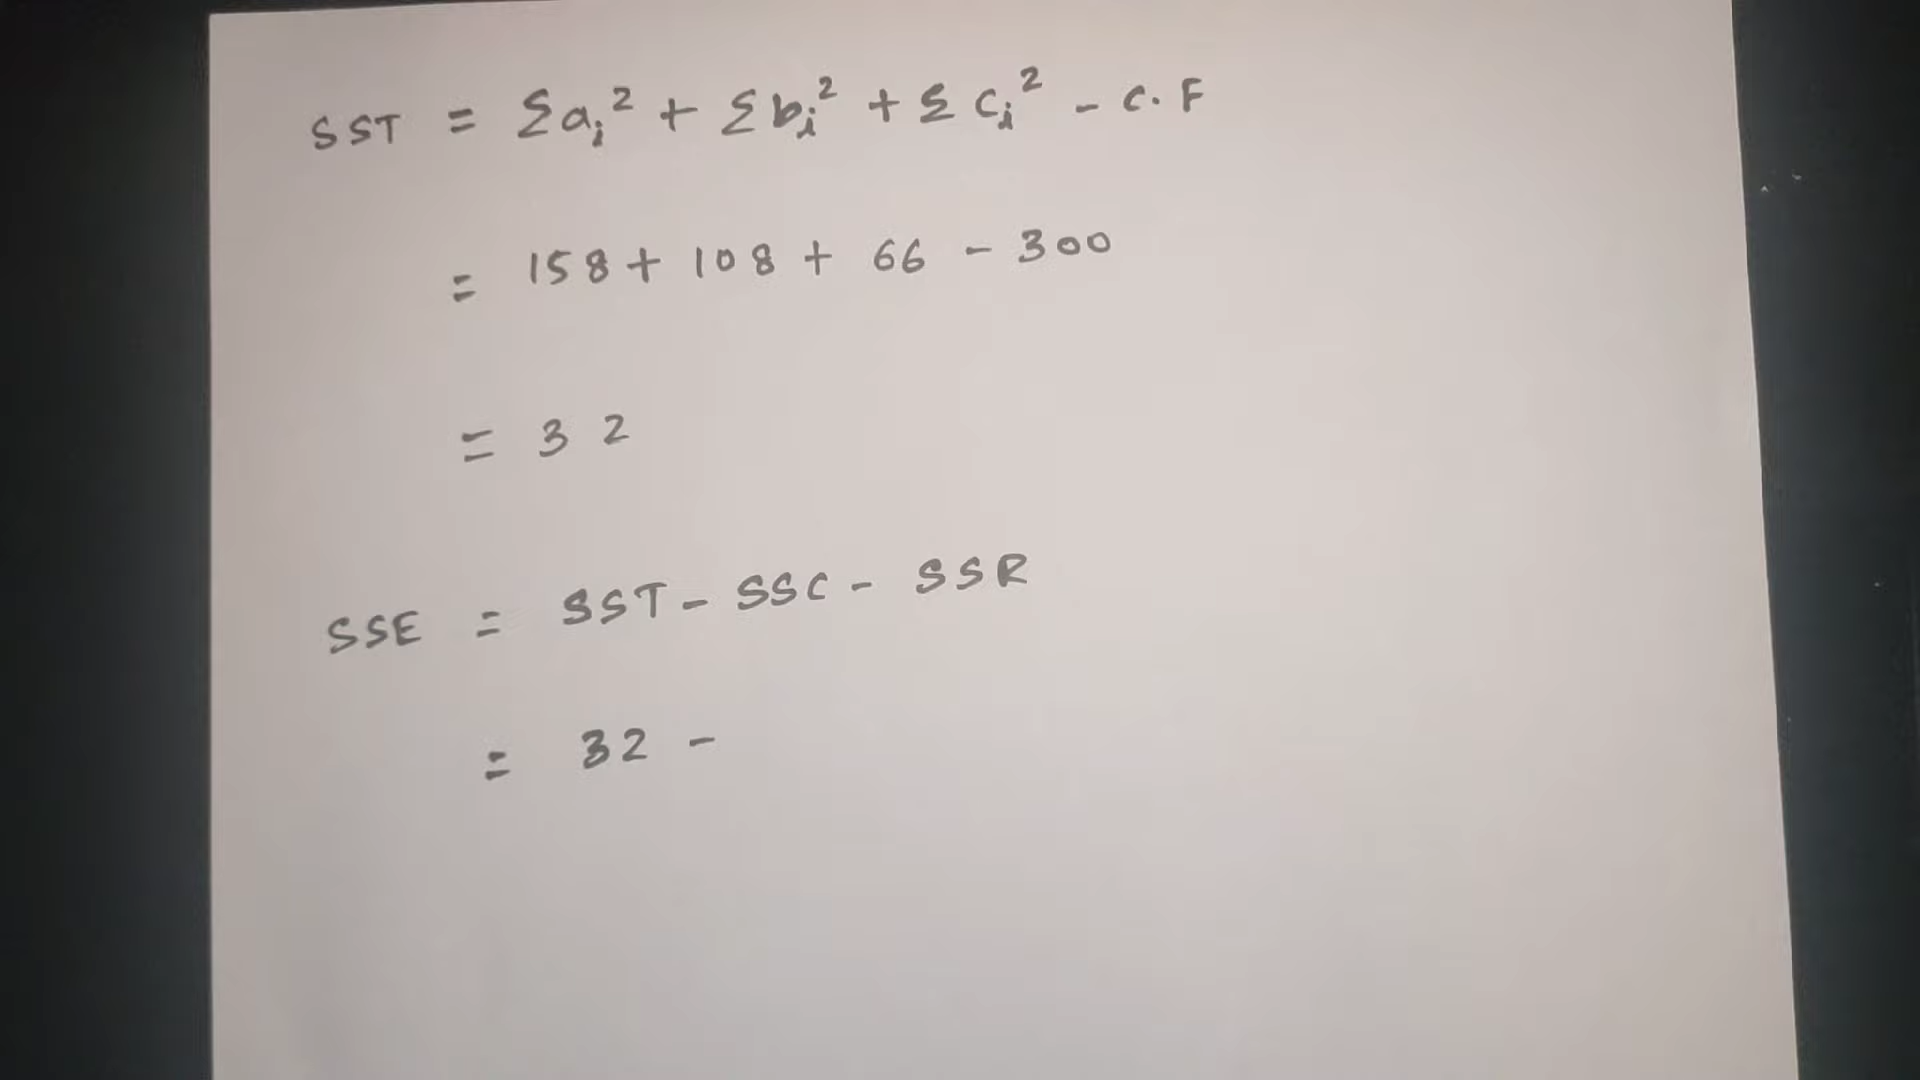 SST = Σaᵢ² + Σbᵢ² + Σcᵢ² - C.F
= 158 + 108 + 66 - 300
= 32
SSE = SST - SSC - SSR
= 32 -